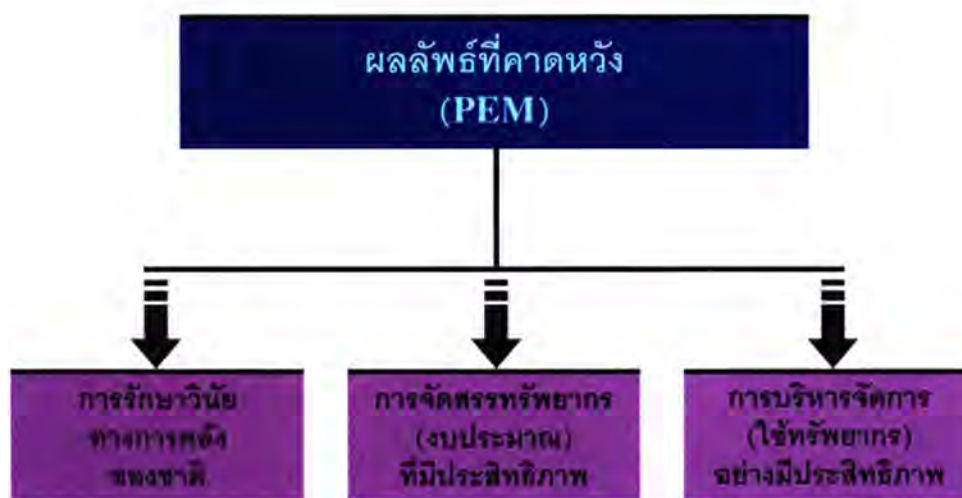 ผลลัพธ์ที่คาดหวัง
(PEM)
การรักษาวินัย
ทางการคลัง
ของชาติ
การจัดสรรทรัพยากร
(งบประมาณ)
ที่มีประสิทธิภาพ
การบริหารจัดการ
(ใช้ทรัพยากร)
อย่างมีประสิทธิภาพ